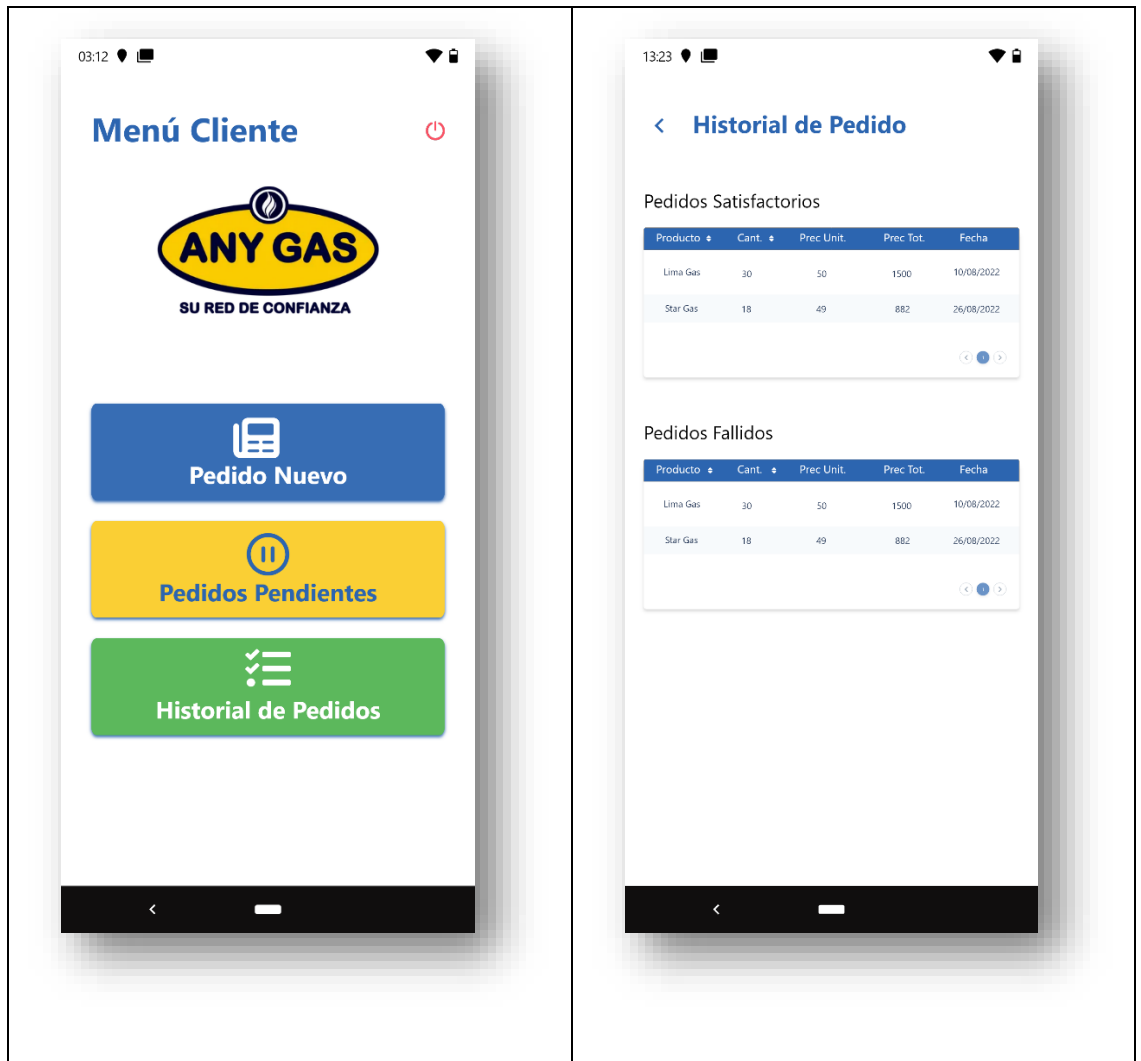 03:12
Menú Cliente
ANY GAS
SU RED DE CONFIANZA
Pedido Nuevo
Pedidos Pendientes
Historial de Pedidos
13:23
Historial de Pedido
Pedidos Satisfactorios
Producto Cant. Prec Unit. Prec Tot. Fecha
Lima Gas 30 50 1500 10/08/2022
Star Gas 18 49 882 26/08/2022
Pedidos Fallidos
Producto Cant. Prec Unit. Prec Tot. Fecha
Lima Gas 30 50 1500 10/08/2022
Star Gas 18 49 882 26/08/2022